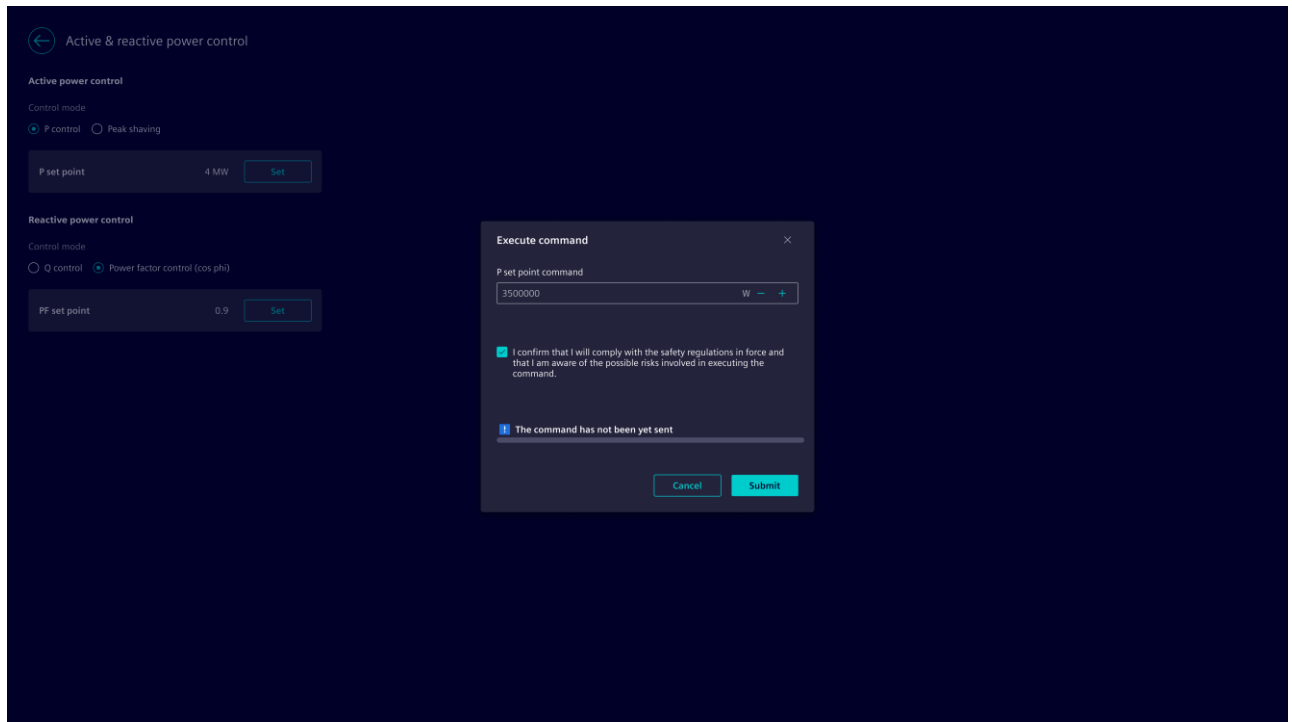 Active & reactive power control
Active power control
Control mode
P control Peak shaving
P set point 4 MW Set
Reactive power control
Control mode
Q control Power factor control (cos phi)
PF set point 0.9 Set
Execute command
P set point command
3500000 W − +
I confirm that I will comply with the safety regulations in force and
that I am aware of the possible risks involved in executing the
command.
! The command has not been yet sent
Cancel Submit